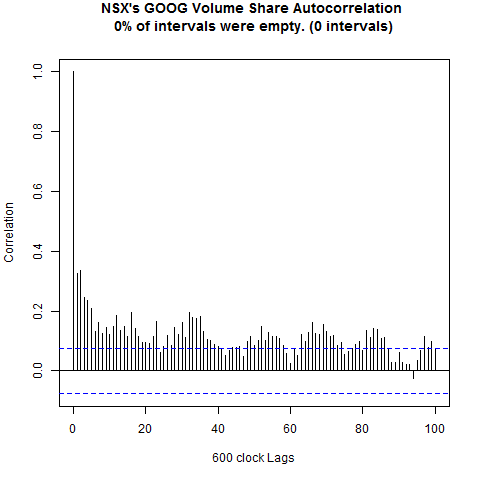 NSX's GOOG Volume Share Autocorrelation
0% of intervals were empty. (0 intervals)
Correlation
1.0
0.8
0.6
0.4
0.2
0.0
0 20 40 60 80 100
600 clock Lags